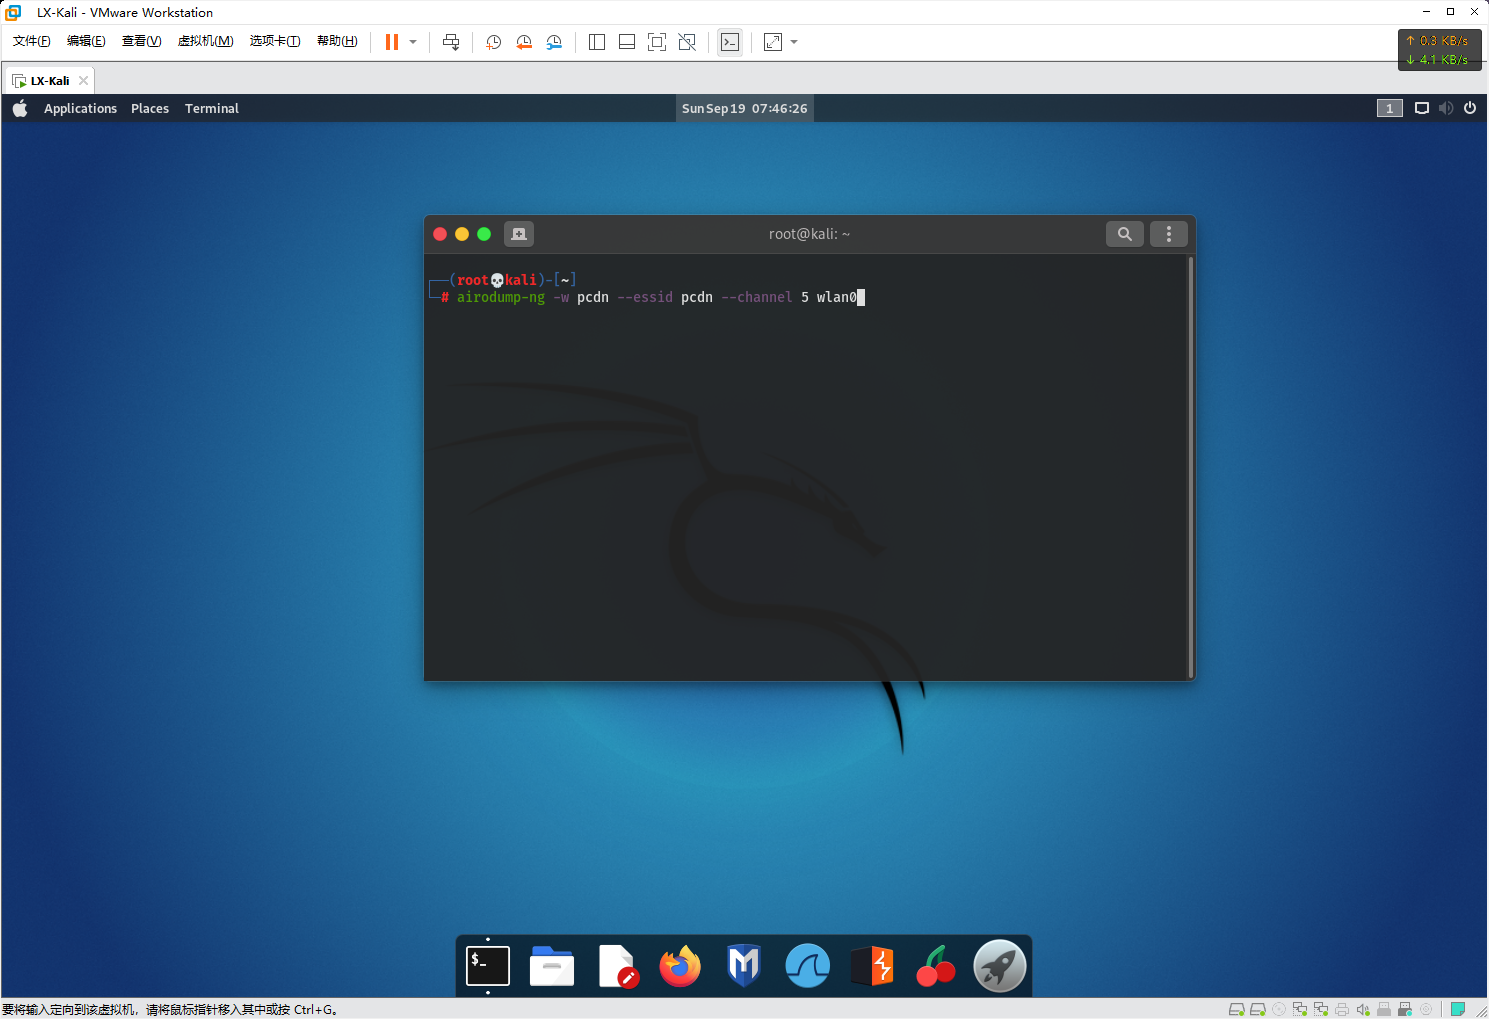 LX-Kali - VMware Workstation
文件(F) 编辑(E) 查看(V) 虚拟机(M) 选项卡(T) 帮助(H)
↑ 0.3 KB/s
↓ 4.1 KB/s
LX-Kali
Applications Places Terminal Sun Sep 19 07:46:26 1
root@kali: ~
(root💀kali)-[~]
# airodump-ng -w pcdn --essid pcdn --channel 5 wlan0
$_
要将输入定向到该虚拟机，请将鼠标指针移入其中或按 Ctrl+G。